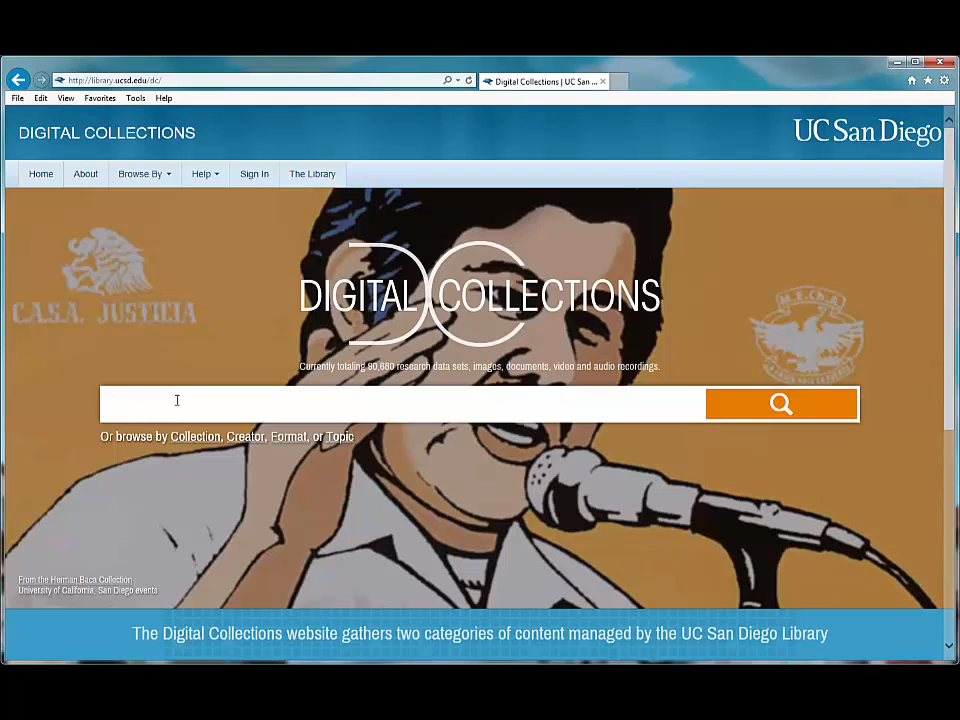 http://library.ucsd.edu/dc/
Digital Collections | UC San ...
File Edit View Favorites Tools Help
DIGITAL COLLECTIONS
UC San Diego
Home About Browse By Help Sign In The Library
C.A.S.A. JUSTICIA
M.E.Ch.A.
DIGITAL COLLECTIONS
Currently totaling 90,680 research data sets, images, documents, video and audio recordings.
Or browse by Collection, Creator, Format, or Topic
From the Herman Baca Collection
University of California, San Diego events
The Digital Collections website gathers two categories of content managed by the UC San Diego Library